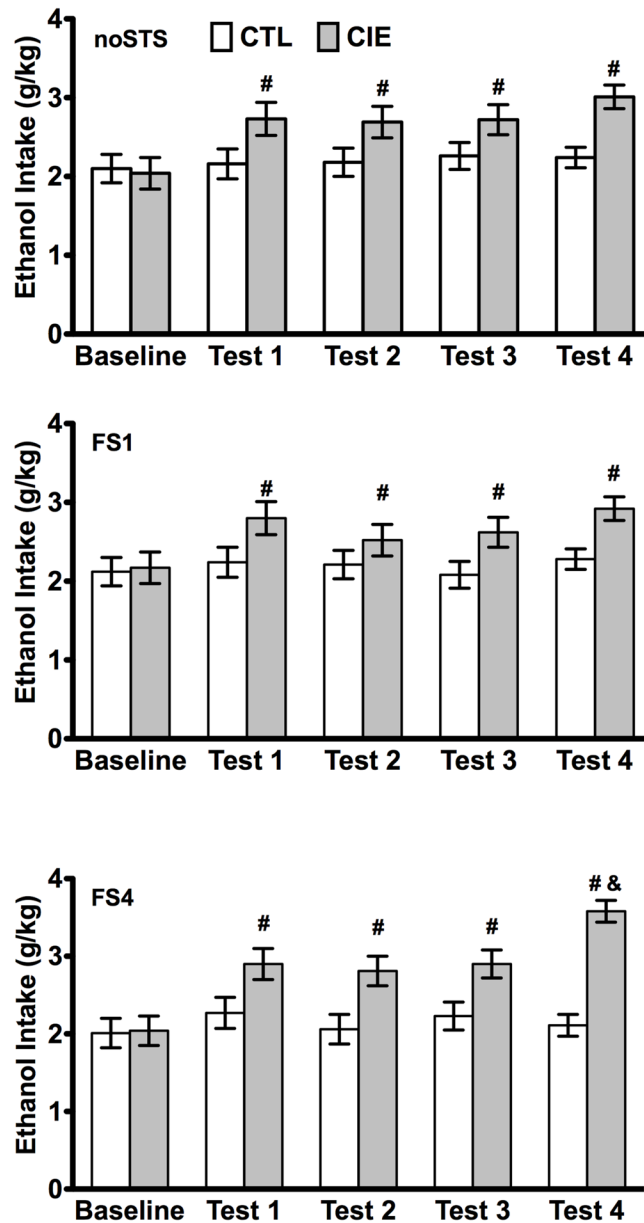 noSTS CTL CIE
Ethanol Intake (g/kg)
4
3
2
1
0
# # # #
Baseline Test 1 Test 2 Test 3 Test 4
FS1
Ethanol Intake (g/kg)
4
3
2
1
0
# # # #
Baseline Test 1 Test 2 Test 3 Test 4
FS4
Ethanol Intake (g/kg)
4
3
2
1
0
# # # # &
Baseline Test 1 Test 2 Test 3 Test 4